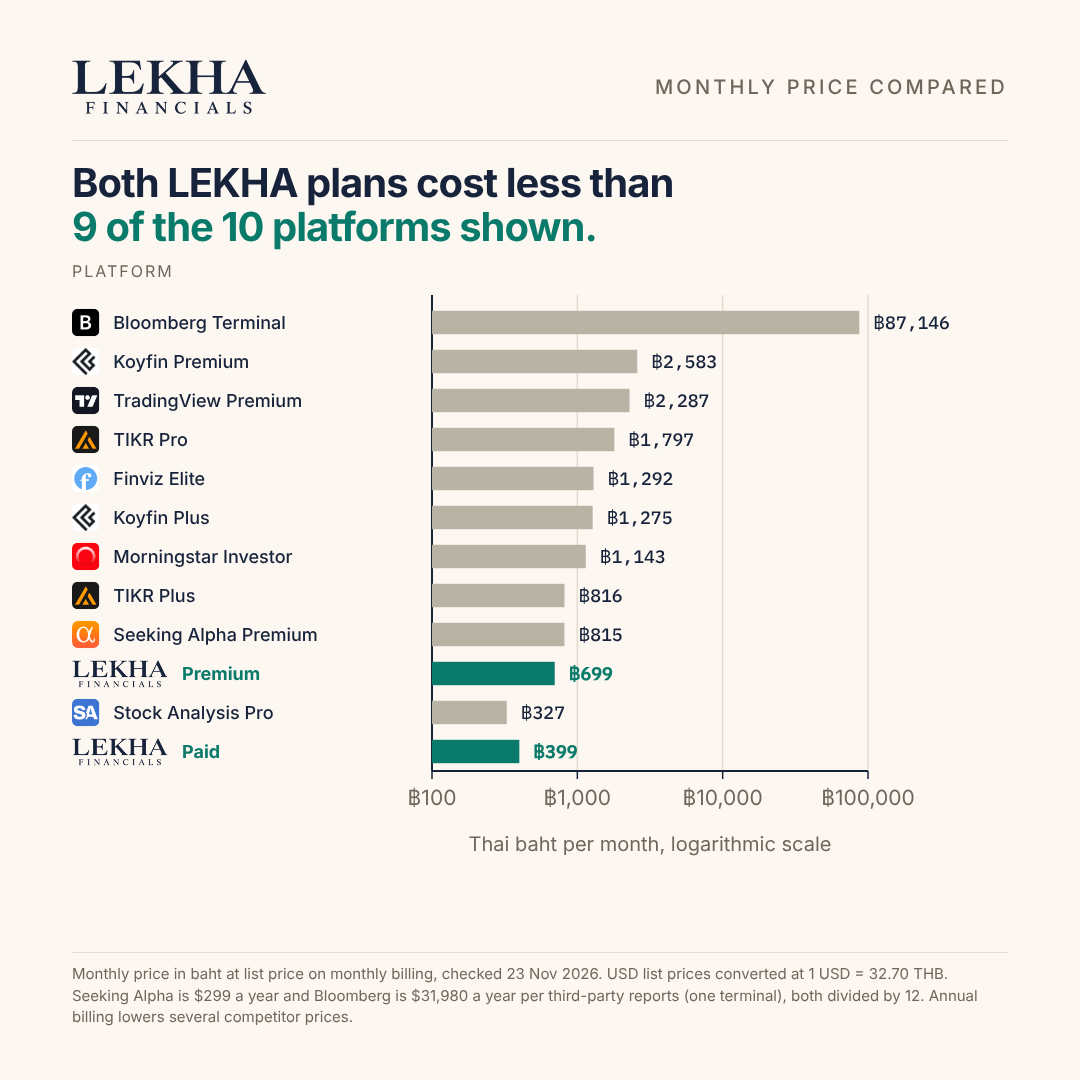 LEKHA
FINANCIALS
MONTHLY PRICE COMPARED
Both LEKHA plans cost less than
9 of the 10 platforms shown.
PLATFORM
B Bloomberg Terminal ฿87,146
Koyfin Premium ฿2,583
TradingView Premium ฿2,287
TIKR Pro ฿1,797
f Finviz Elite ฿1,292
Koyfin Plus ฿1,275
Morningstar Investor ฿1,143
TIKR Plus ฿816
α Seeking Alpha Premium ฿815
LEKHA FINANCIALS Premium ฿699
SA Stock Analysis Pro ฿327
LEKHA FINANCIALS Paid ฿399
฿100 ฿1,000 ฿10,000 ฿100,000
Thai baht per month, logarithmic scale
Monthly price in baht at list price on monthly billing, checked 23 Nov 2026. USD list prices converted at 1 USD = 32.70 THB.
Seeking Alpha is $299 a year and Bloomberg is $31,980 a year per third-party reports (one terminal), both divided by 12. Annual
billing lowers several competitor prices.